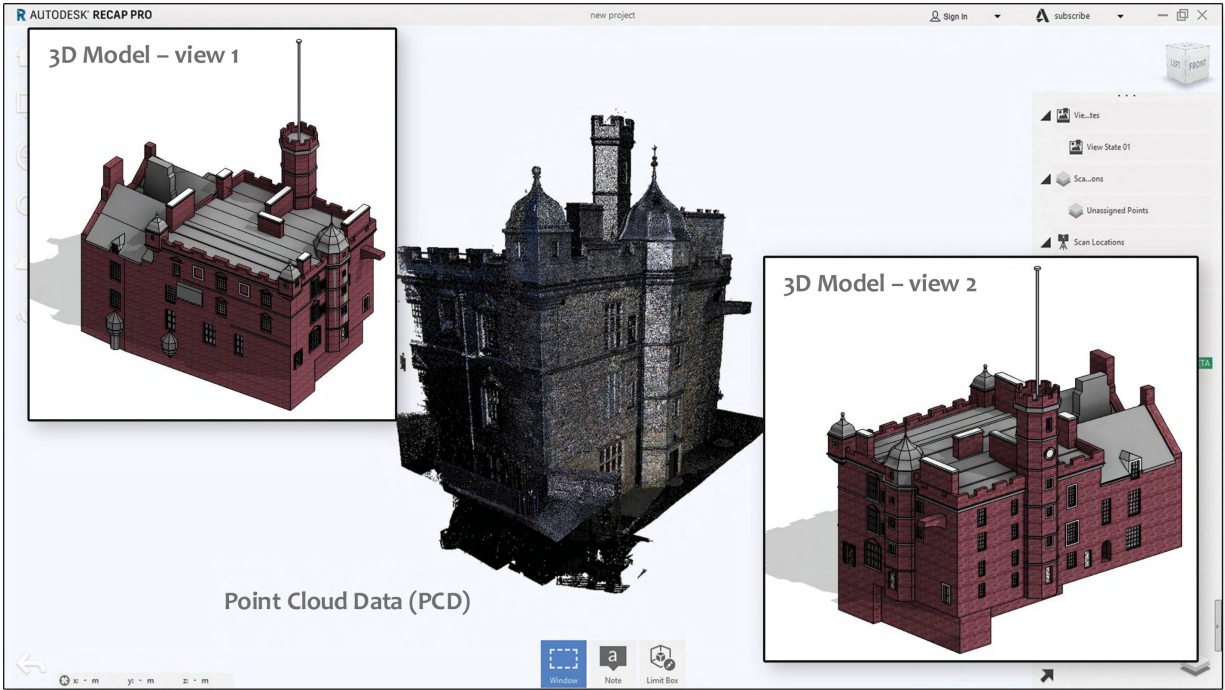 AUTODESK® RECAP PRO
new project
Sign In
subscribe
3D Model – view 1
LEFT
FRONT
Vie...tes
View State 01
Sca...ons
Unassigned Points
Scan Locations
3D Model – view 2
Point Cloud Data (PCD)
a
Window
Note
Limit Box
x: - m y: - m z: - m